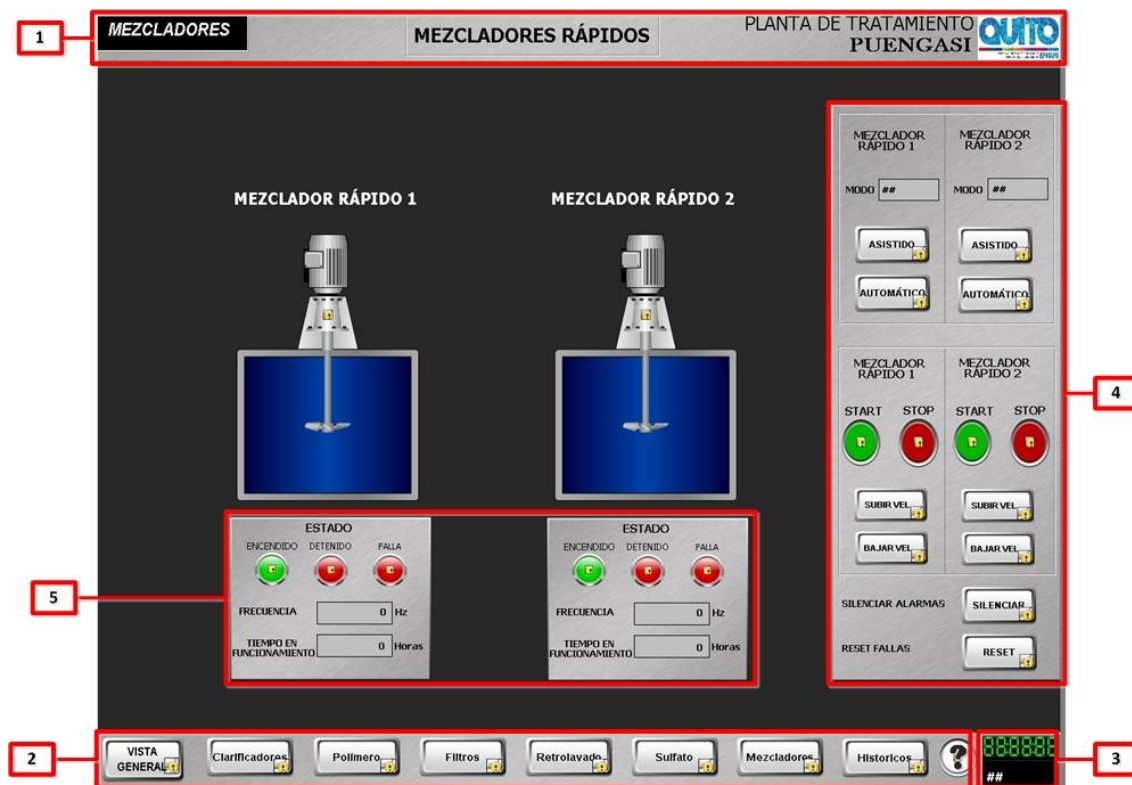 1
MEZCLADORES
MEZCLADORES RÁPIDOS
PLANTA DE TRATAMIENTO
PUENGASI
QUITO
MEZCLADOR RÁPIDO 1
MEZCLADOR RÁPIDO 2
MEZCLADOR
RÁPIDO 1
MEZCLADOR
RÁPIDO 2
MODO ##
MODO ##
ASISTIDO
ASISTIDO
AUTOMÁTICO
AUTOMÁTICO
MEZCLADOR
RÁPIDO 1
MEZCLADOR
RÁPIDO 2
4
START STOP
START STOP
SUBIR VEL
SUBIR VEL
BAJAR VEL
BAJAR VEL
SILENCIAR ALARMAS
SILENCIAR
RESET FALLAS
RESET
5
ESTADO
ENCENDIDO DETENIDO FALLA
FRECUENCIA 0 Hz
TIEMPO EN
FUNCIONAMIENTO 0 Horas
ESTADO
ENCENDIDO DETENIDO FALLA
FRECUENCIA 0 Hz
TIEMPO EN
FUNCIONAMIENTO 0 Horas
2
VISTA
GENERAL
Clarificadores
Polímero
Filtros
Retrolavado
Sulfato
Mezcladores
Historicos
?
##
3